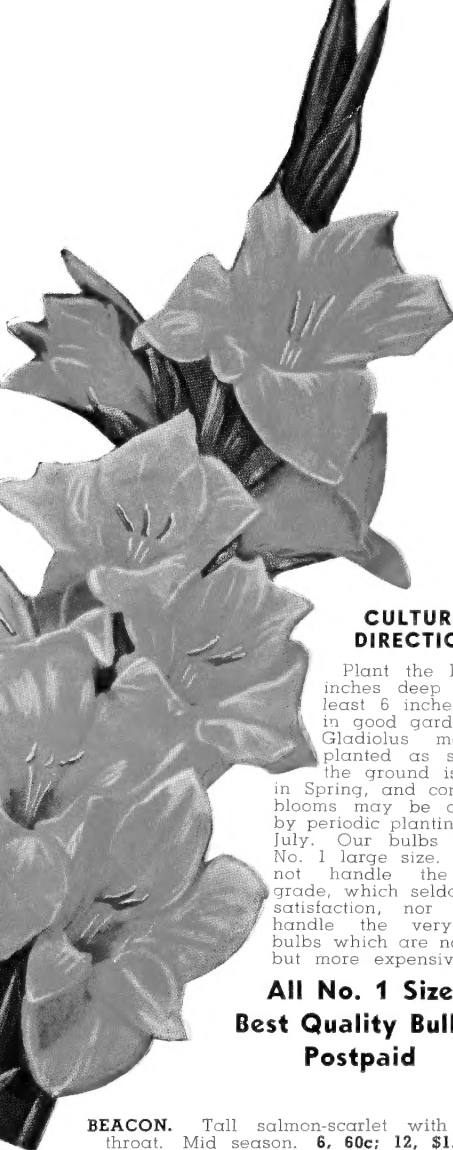 CULTUR
DIRECTIO
Plant the
inches deep
least 6 inche
in good gard
Gladiolus m
planted as s
the ground is
in Spring, and con
blooms may be o
by periodic plantin
July. Our bulbs
No. 1 large size.
not handle the
grade, which seldo
satisfaction, nor
handle the very
bulbs which are no
but more expensiv
All No. 1 Size
Best Quality Bul
Postpaid
BEACON. Tall salmon-scarlet with
throat. Mid season. 6, 60c; 12, $1.